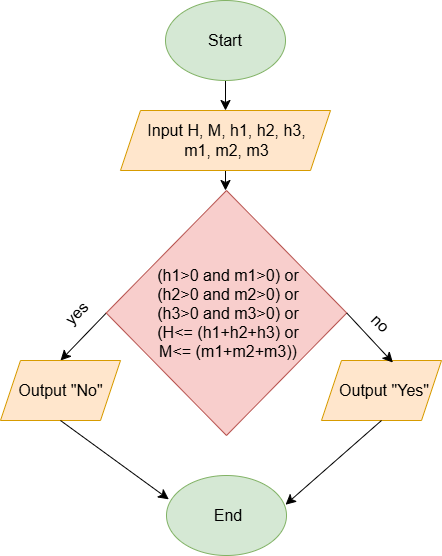 Start
Input H, M, h1, h2, h3,
m1, m2, m3
(h1>0 and m1>0) or
(h2>0 and m2>0) or
(h3>0 and m3>0) or
(H<= (h1+h2+h3) or
M<= (m1+m2+m3))
yes
no
Output "No"
Output "Yes"
End